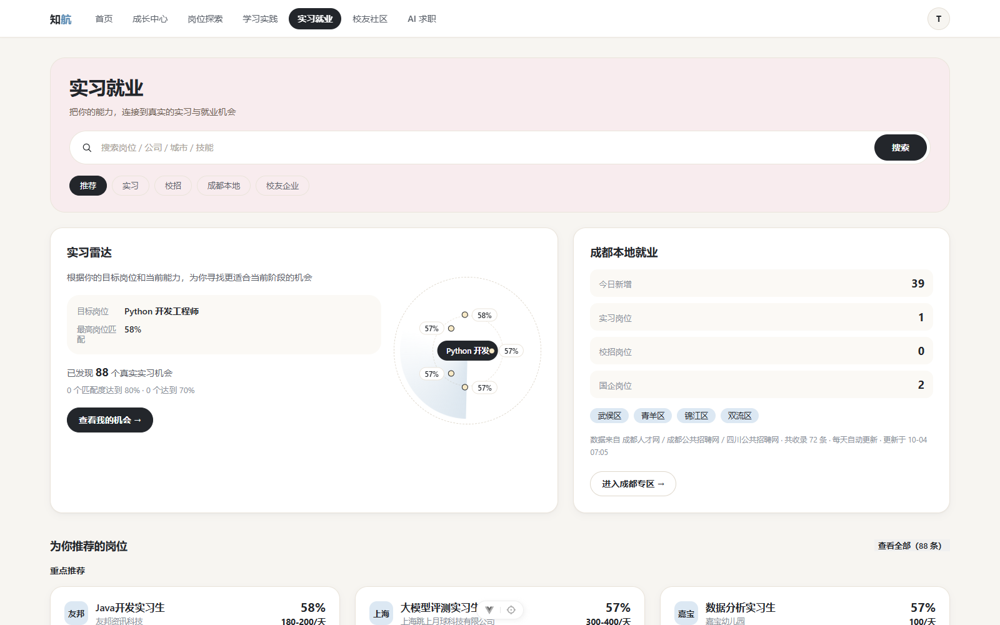 知航 首页 成长中心 岗位探索 学习实践 实习就业 校友社区 AI 求职 T
实习就业
把你的能力，连接到真实的实习与就业机会
搜索岗位 / 公司 / 城市 / 技能 搜索
推荐 实习 校招 成都本地 校友企业
实习雷达
根据你的目标岗位和当前能力，为你寻找更适合当前阶段的机会
目标岗位 Python 开发工程师
最高岗位匹配 58%
已发现 88 个真实实习机会
0 个匹配度达到 80% · 0 个达到 70%
查看我的机会 →
58%
57%
Python 开发
57%
57%
57%
成都本地就业
今日新增 39
实习岗位 1
校招岗位 0
国企岗位 2
武侯区 青羊区 锦江区 双流区
数据来自 成都人才网 / 成都公共招聘网 / 四川公共招聘网 · 共收录 72 条 · 每天自动更新 · 更新于 10-04
07:05
进入成都专区 →
为你推荐的岗位 查看全部（88 条）
重点推荐
友邦 Java开发实习生 58%
友邦资讯科技 180-200/天
上海 大模型评测实习生 57%
上海跳上月球科技有限公司 300-400/天
嘉宝 数据分析实习生 57%
嘉宝幼儿园 100/天